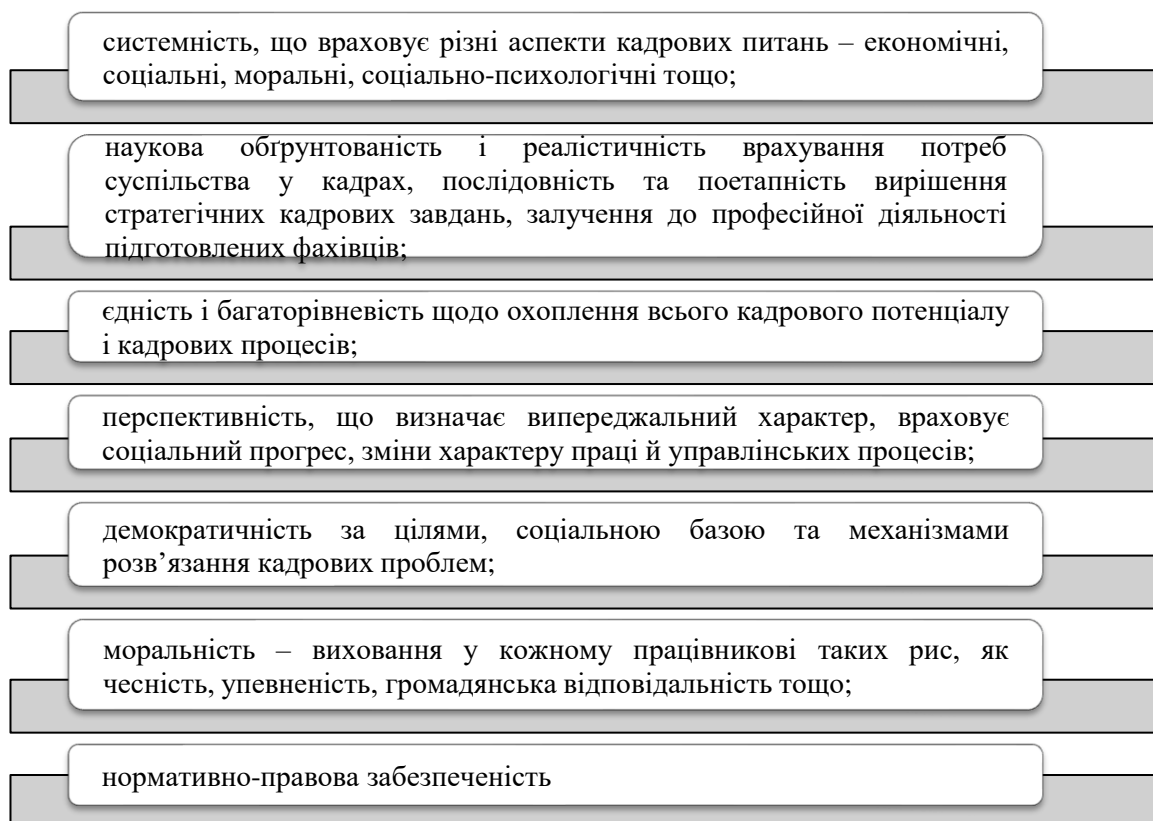 системність, що враховує різні аспекти кадрових питань – економічні,
соціальні, моральні, соціально-психологічні тощо;
наукова обґрунтованість і реалістичність врахування потреб
суспільства у кадрах, послідовність та поетапність вирішення
стратегічних кадрових завдань, залучення до професійної діяльності
підготовлених фахівців;
єдність і багаторівневість щодо охоплення всього кадрового потенціалу
і кадрових процесів;
перспективність, що визначає випереджальний характер, враховує
соціальний прогрес, зміни характеру праці й управлінських процесів;
демократичність за цілями, соціальною базою та механізмами
розв’язання кадрових проблем;
моральність – виховання у кожному працівникові таких рис, як
чесність, упевненість, громадянська відповідальність тощо;
нормативно-правова забезпеченість